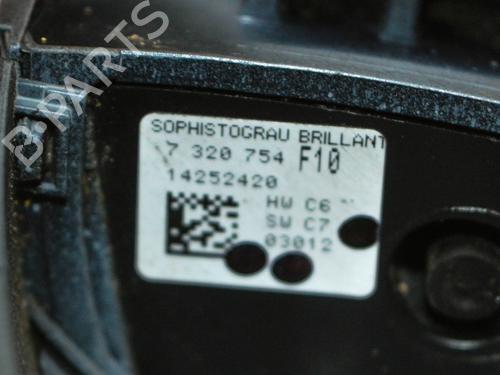 SOPHISTOGRAU BRILLANT
7 320 754 F10
14252420
HW C6
SW C7
03012
B-PARTS